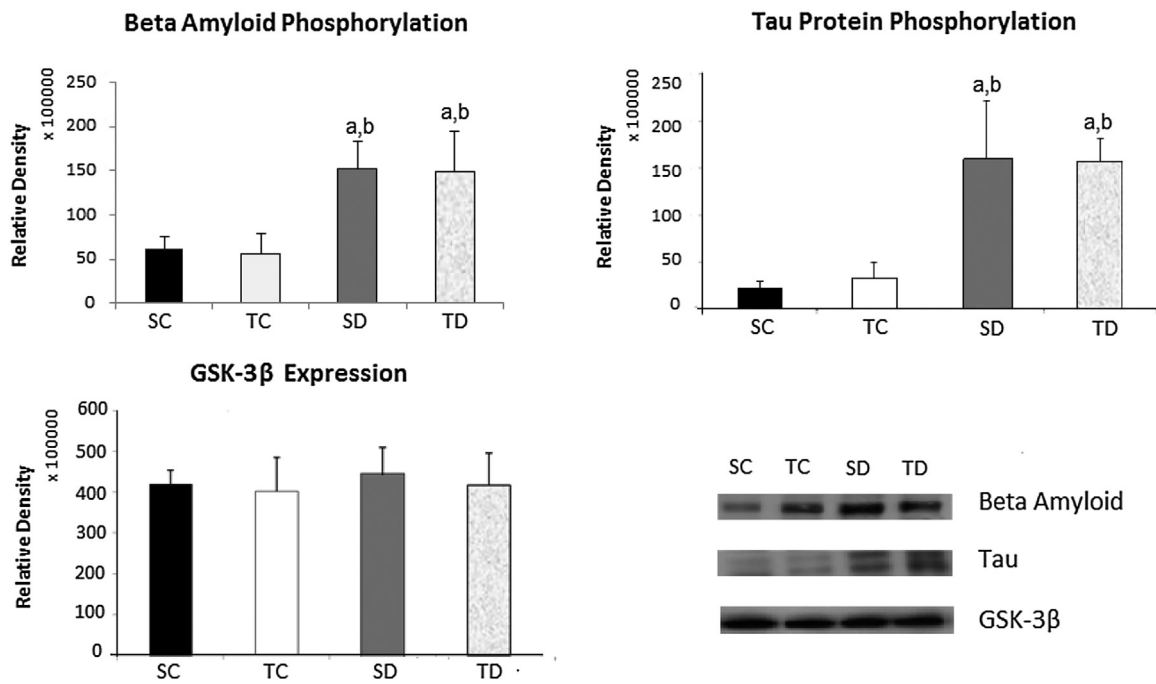 Beta Amyloid Phosphorylation
x 100000
Relative Density
250
200
150
100
50
0
a,b
a,b
SC TC SD TD
Tau Protein Phosphorylation
x 100000
Relative Density
250
200
150
100
50
0
a,b
a,b
SC TC SD TD
GSK-3β Expression
x 100000
Relative Density
600
500
400
300
200
100
0
SC TC SD TD
SC TC SD TD
Beta Amyloid
Tau
GSK-3β